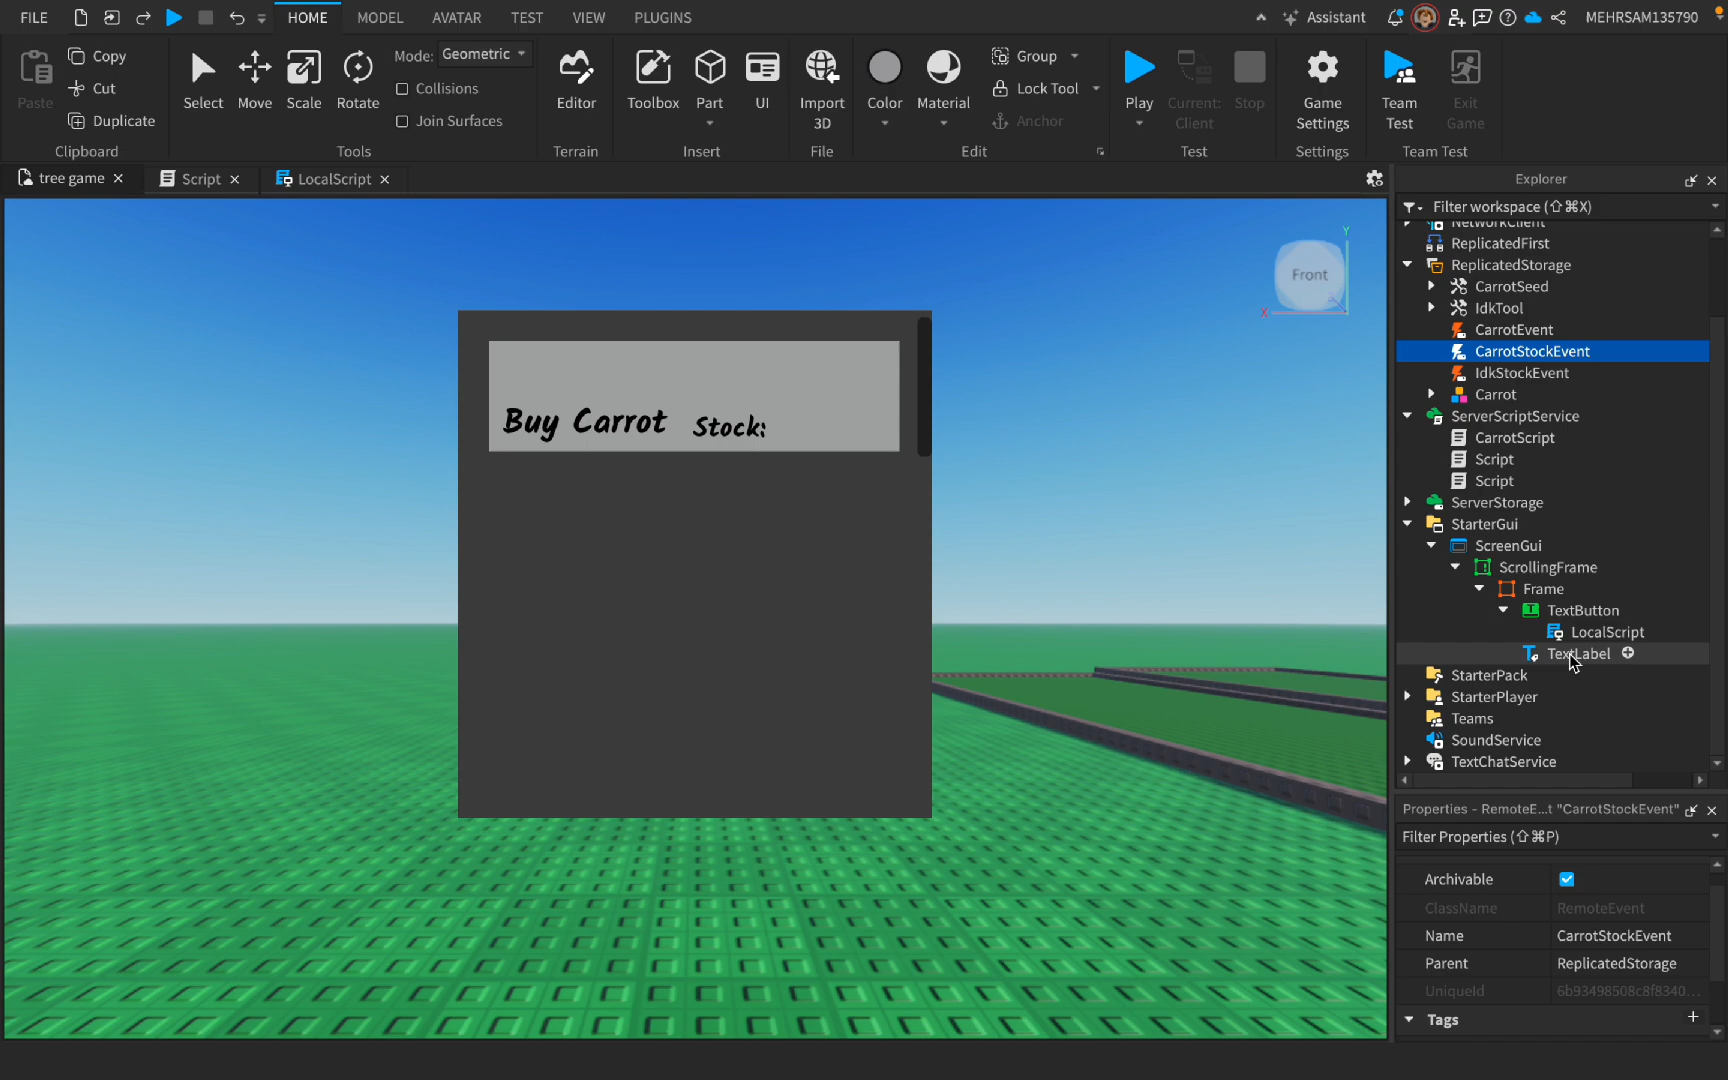 FILE HOME MODEL AVATAR TEST VIEW PLUGINS Assistant MEHRSAM135790
Paste Copy Cut Duplicate Clipboard
Select Move Scale Rotate Mode: Geometric Collisions Join Surfaces Tools
Editor Terrain
Toolbox Part UI Insert
Import 3D File
Color Material Group Lock Tool Anchor Edit
Play Current: Client Stop Test
Game Settings Settings
Team Test Exit Game Team Test
tree game Script LocalScript
Front
Y
X
Buy Carrot Stock:
Explorer
Filter workspace (⇧⌘X)
NetworkClient
ReplicatedFirst
ReplicatedStorage
CarrotSeed
IdkTool
CarrotEvent
CarrotStockEvent
IdkStockEvent
Carrot
ServerScriptService
CarrotScript
Script
Script
ServerStorage
StarterGui
ScreenGui
ScrollingFrame
Frame
TextButton
LocalScript
TextLabel
StarterPack
StarterPlayer
Teams
SoundService
TextChatService
Properties - RemoteE...t "CarrotStockEvent"
Filter Properties (⇧⌘P)
Archivable
ClassName RemoteEvent
Name CarrotStockEvent
Parent ReplicatedStorage
UniqueId 6b93498508c8f8340...
Tags